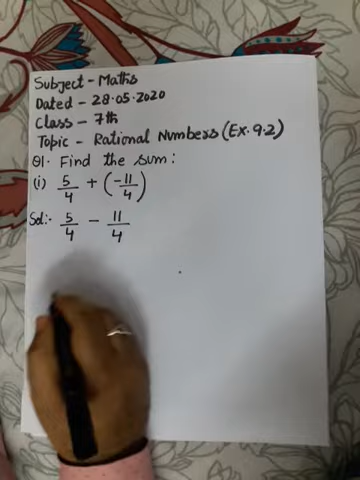 Subject - Maths
Dated - 28.05.2020
Class - 7th
Topic - Rational Numbers (Ex. 9.2)
Q1. Find the sum:
(i) 5/4 + (-11/4)
Sol:- 5/4 - 11/4